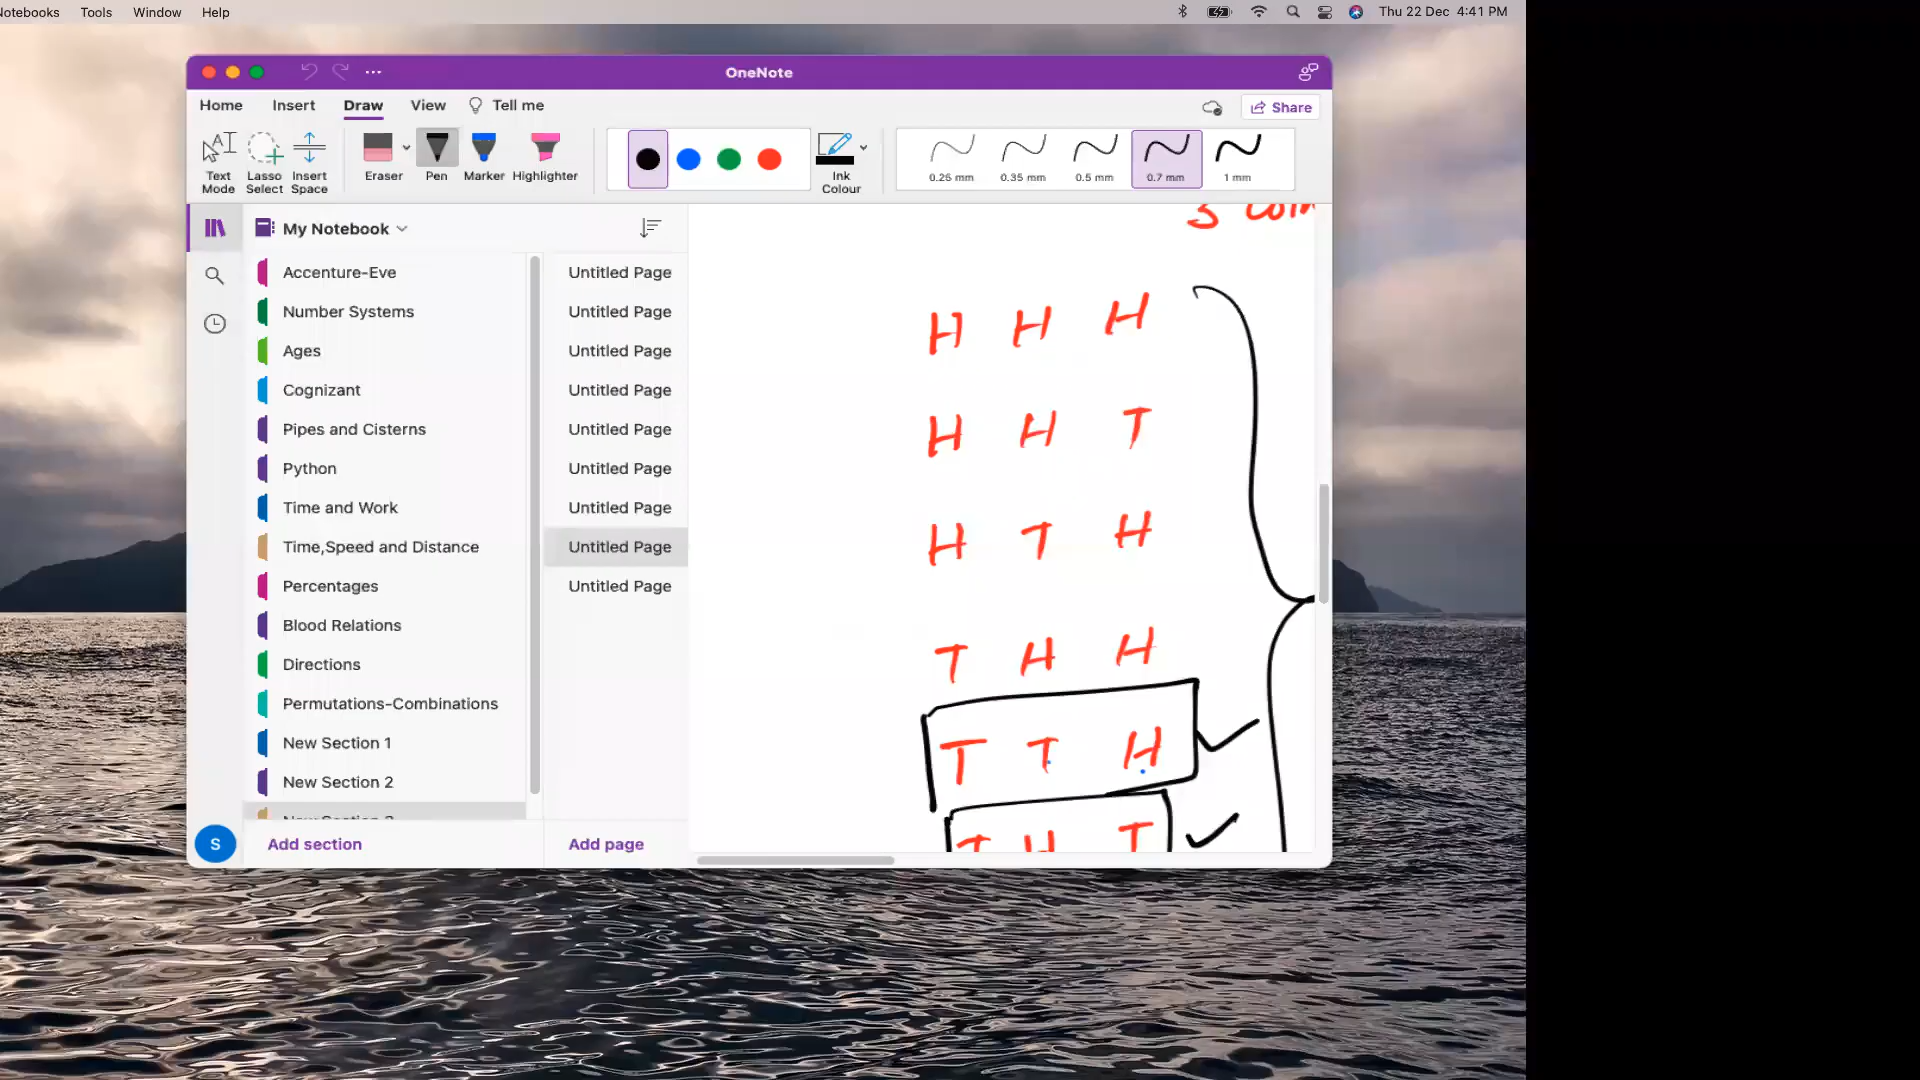 Notebooks Tools Window Help Thu 22 Dec 4:41 PM
OneNote
Home Insert Draw View Tell me Share
Text Mode Lasso Select Insert Space Eraser Pen Marker Highlighter Ink Colour 0.25 mm 0.35 mm 0.5 mm 0.7 mm 1 mm
My Notebook
Accenture-Eve
Number Systems
Ages
Cognizant
Pipes and Cisterns
Python
Time and Work
Time,Speed and Distance
Percentages
Blood Relations
Directions
Permutations-Combinations
New Section 1
New Section 2
Add section
S
Untitled Page
Untitled Page
Untitled Page
Untitled Page
Untitled Page
Untitled Page
Untitled Page
Untitled Page
Untitled Page
Add page
3
H H H
H H T
H T H
T H H
T T H
T H T